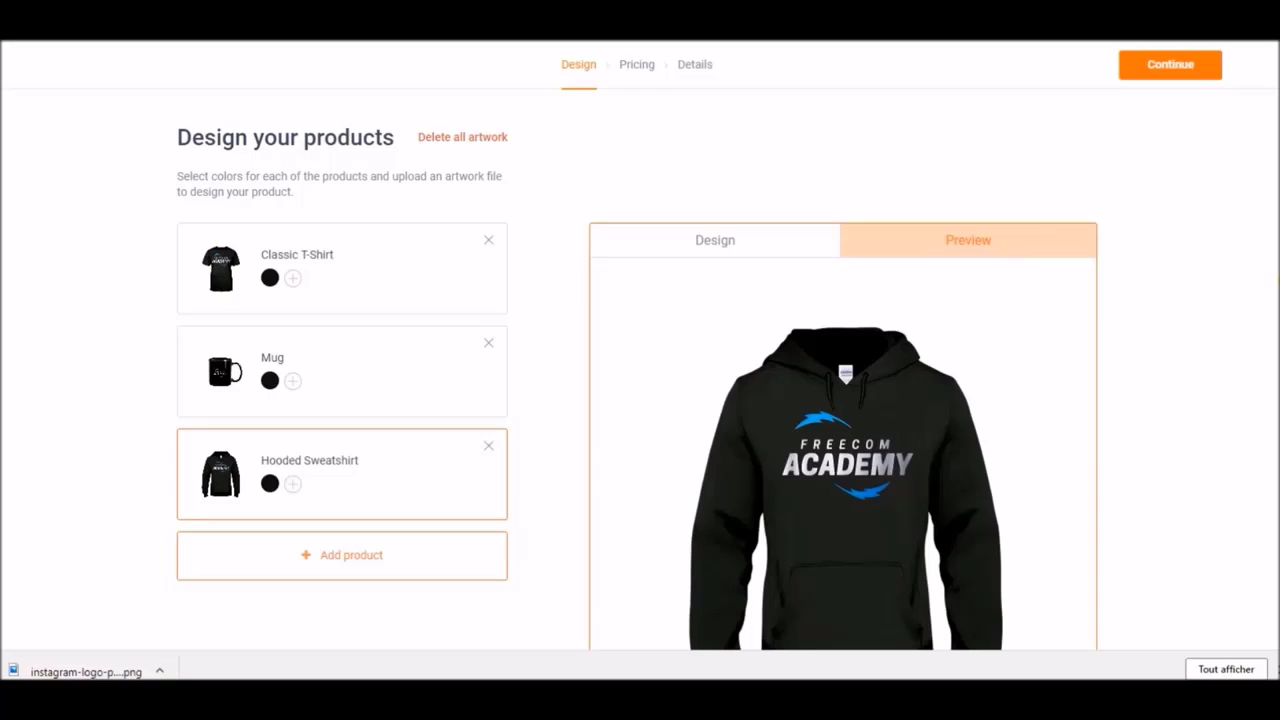 Design › Pricing › Details
Continue
Design your products
Delete all artwork
Select colors for each of the products and upload an artwork file
to design your product.
Classic T-Shirt
Mug
Hooded Sweatshirt
+ Add product
Design
Preview
FREECOM
ACADEMY
instagram-logo-p....png
Tout afficher